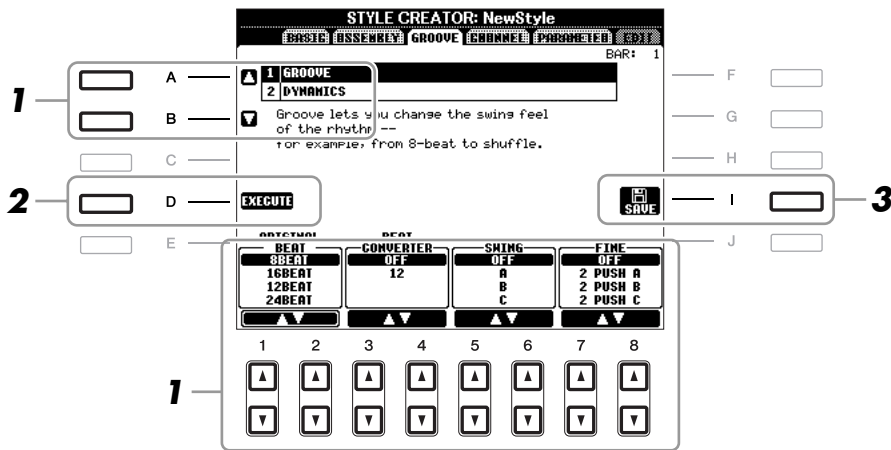 STYLE CREATOR: NewStyle
BASIC ASSEMBLY GROOVE CHANNEL PARAMETER EDIT
BAR: 1
1 GROOVE
2 DYNAMICS
Groove lets you change the swing feel
of the rhythm --
for example, from 8-beat to shuffle.
A
B
C
D
E
F
G
H
I
J
1
2
3
EXECUTE
SAVE
ORIGINAL BEAT
BEAT CONVERTER SWING FINE
8BEAT OFF OFF OFF
16BEAT 12 A 2 PUSH A
12BEAT B 2 PUSH B
24BEAT C 2 PUSH C
1 2 3 4 5 6 7 8
1